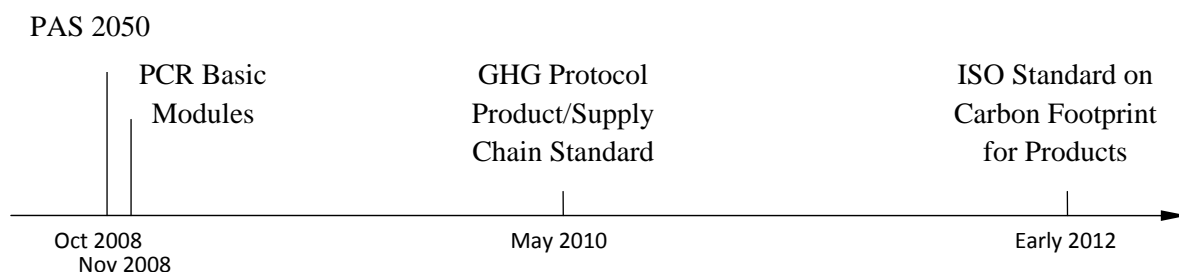 PAS 2050
PCR Basic
Modules
GHG Protocol
Product/Supply
Chain Standard
ISO Standard on
Carbon Footprint
for Products
Oct 2008
Nov 2008
May 2010
Early 2012